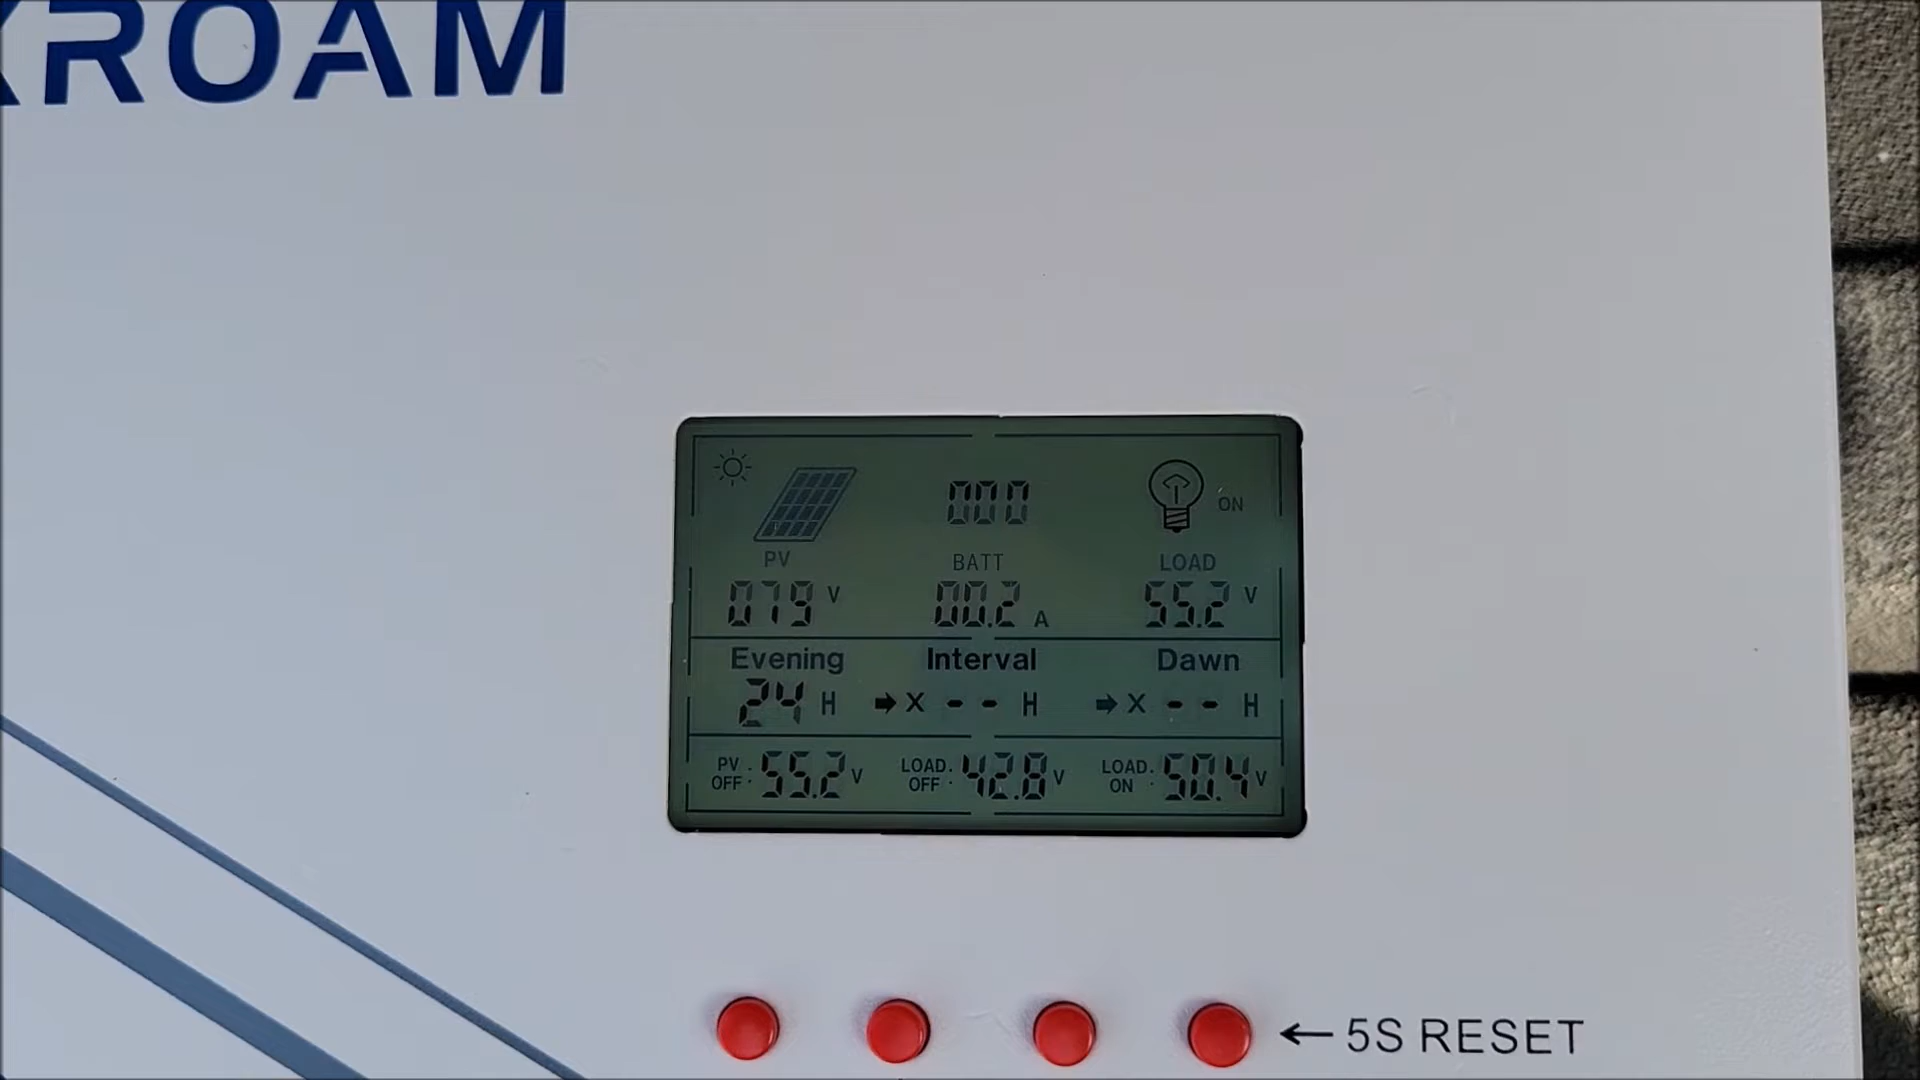 ROAM
000
ON
PV
BATT
LOAD
079 V
00.2 A
55.2 V
Evening
Interval
Dawn
24 H
➡X -- H
➡X -- H
PV OFF: 55.2 V
LOAD. OFF 42.8 V
LOAD. ON 50.4 V
←5S RESET